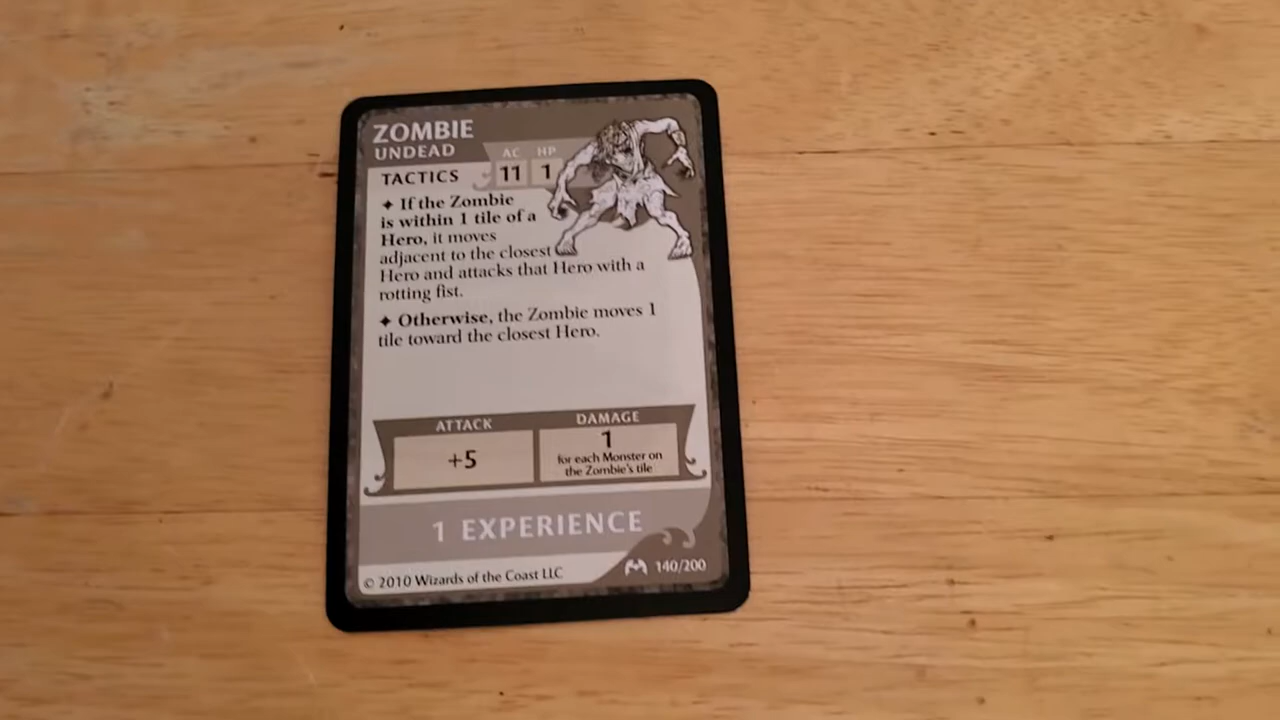 ZOMBIE
UNDEAD
AC HP
TACTICS
11 1
✦ If the Zombie
is within 1 tile of a
Hero, it moves
adjacent to the closest
Hero and attacks that Hero with a
rotting fist.
✦ Otherwise, the Zombie moves 1
tile toward the closest Hero.
ATTACK
+5
DAMAGE
1
for each Monster on
the Zombie's tile
1 EXPERIENCE
© 2010 Wizards of the Coast LLC
140/200